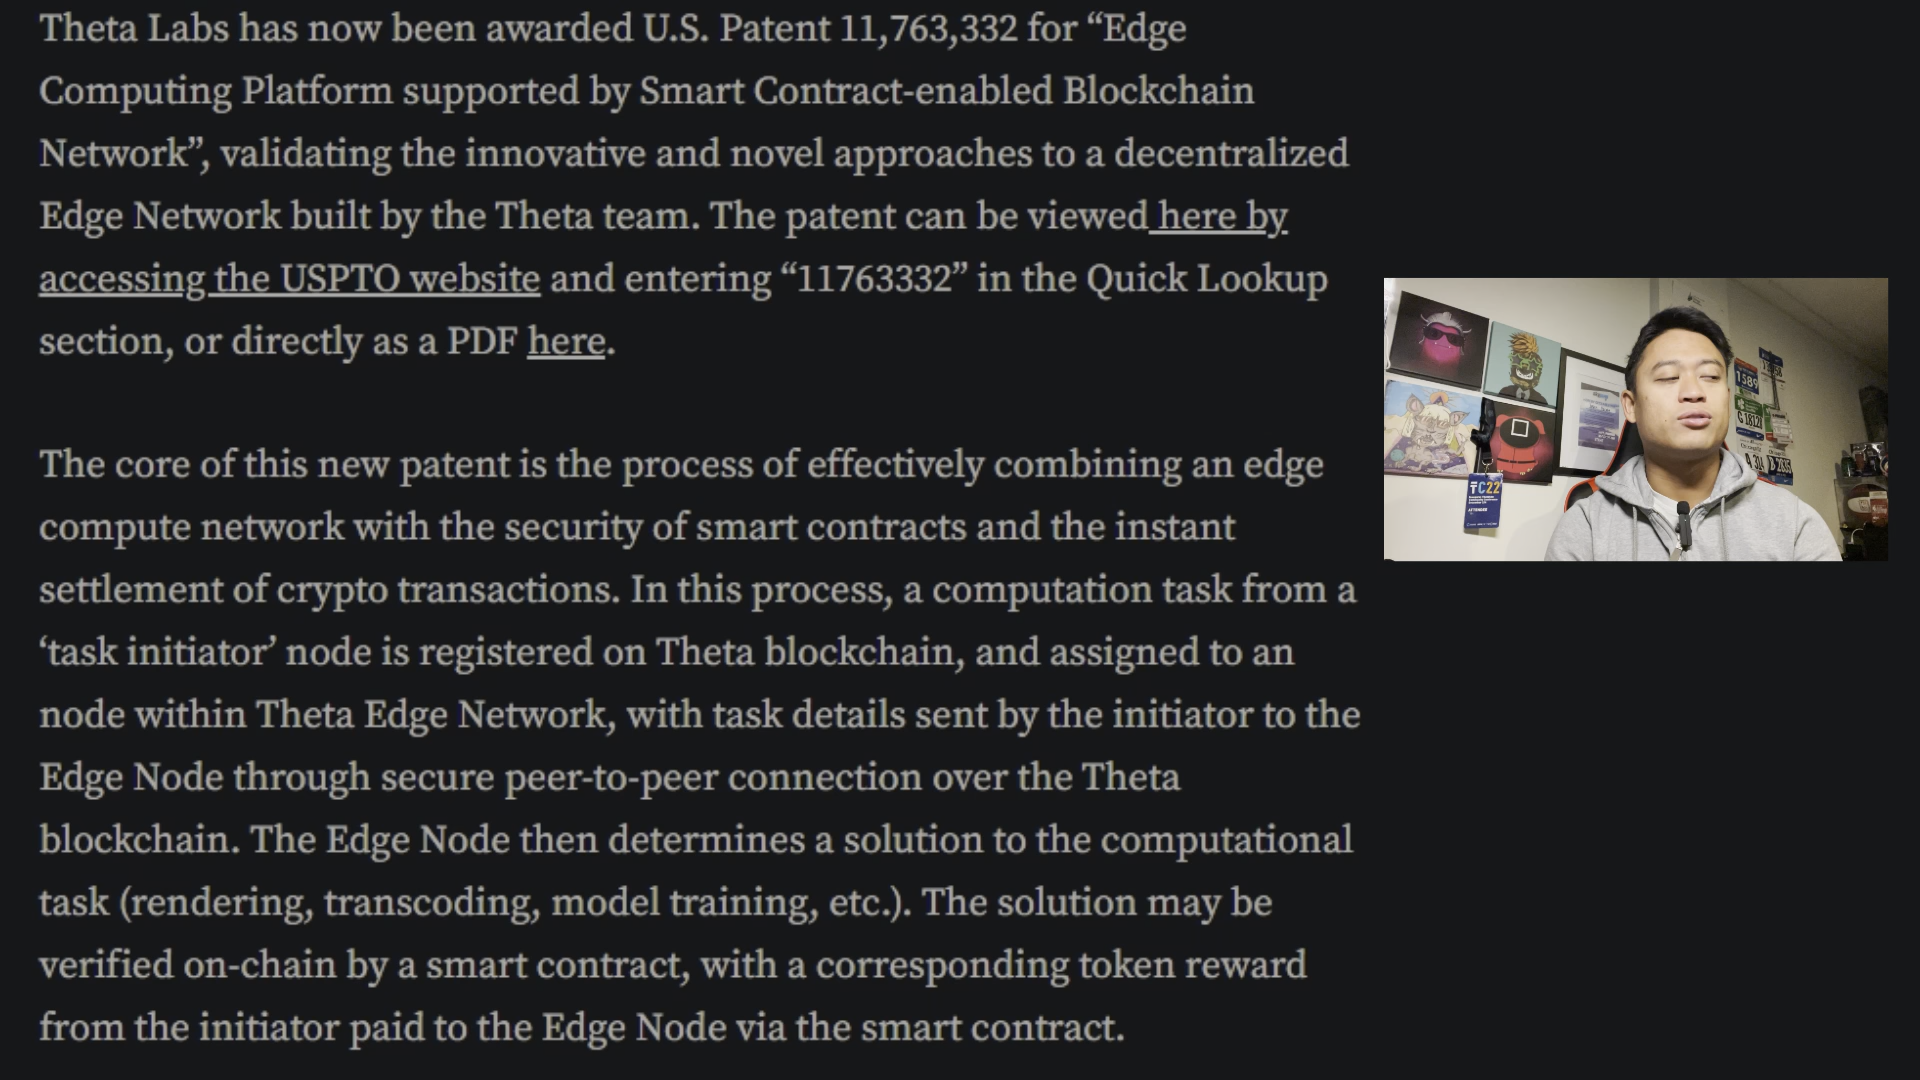 Theta Labs has now been awarded U.S. Patent 11,763,332 for “Edge
Computing Platform supported by Smart Contract-enabled Blockchain
Network”, validating the innovative and novel approaches to a decentralized
Edge Network built by the Theta team. The patent can be viewed here by
accessing the USPTO website and entering “11763332” in the Quick Lookup
section, or directly as a PDF here.
The core of this new patent is the process of effectively combining an edge
compute network with the security of smart contracts and the instant
settlement of crypto transactions. In this process, a computation task from a
‘task initiator’ node is registered on Theta blockchain, and assigned to an
node within Theta Edge Network, with task details sent by the initiator to the
Edge Node through secure peer-to-peer connection over the Theta
blockchain. The Edge Node then determines a solution to the computational
task (rendering, transcoding, model training, etc.). The solution may be
verified on-chain by a smart contract, with a corresponding token reward
from the initiator paid to the Edge Node via the smart contract.
1589
TC22
ATTENDEE